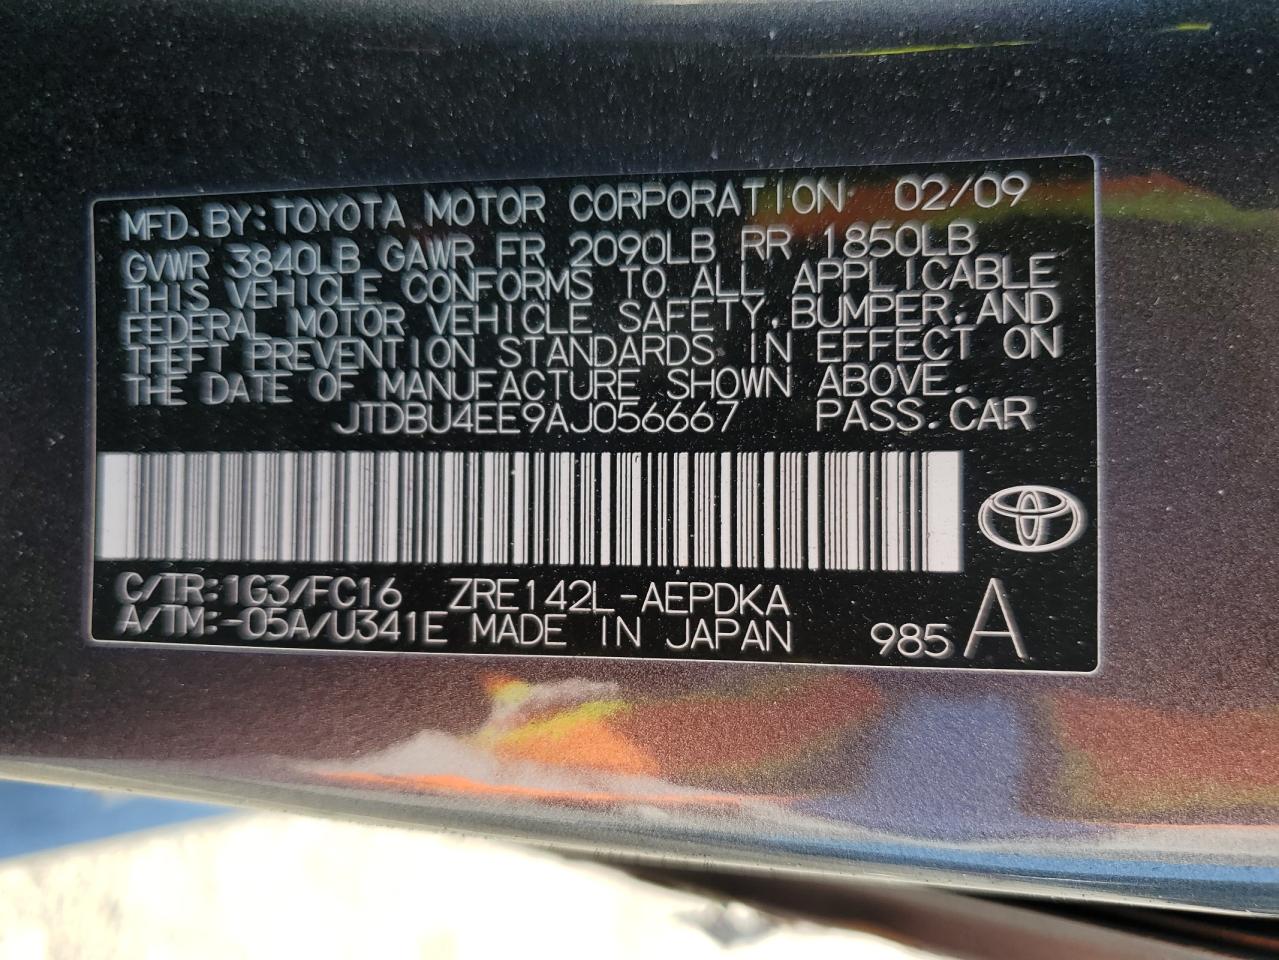 MFD. BY: TOYOTA MOTOR CORPORATION 02/09
GVWR 3840LB GAWR FR 2090LB RR 1850LB
THIS VEHICLE CONFORMS TO ALL APPLICABLE
FEDERAL MOTOR VEHICLE SAFETY, BUMPER, AND
THEFT PREVENTION STANDARDS IN EFFECT ON
THE DATE OF MANUFACTURE SHOWN ABOVE.
JTDBU4EE9AJ056667 PASS. CAR
C/TR: 1G3/FC16 ZRE142L-AEPDKA
A/TM: -05A/U341E MADE IN JAPAN 985 A